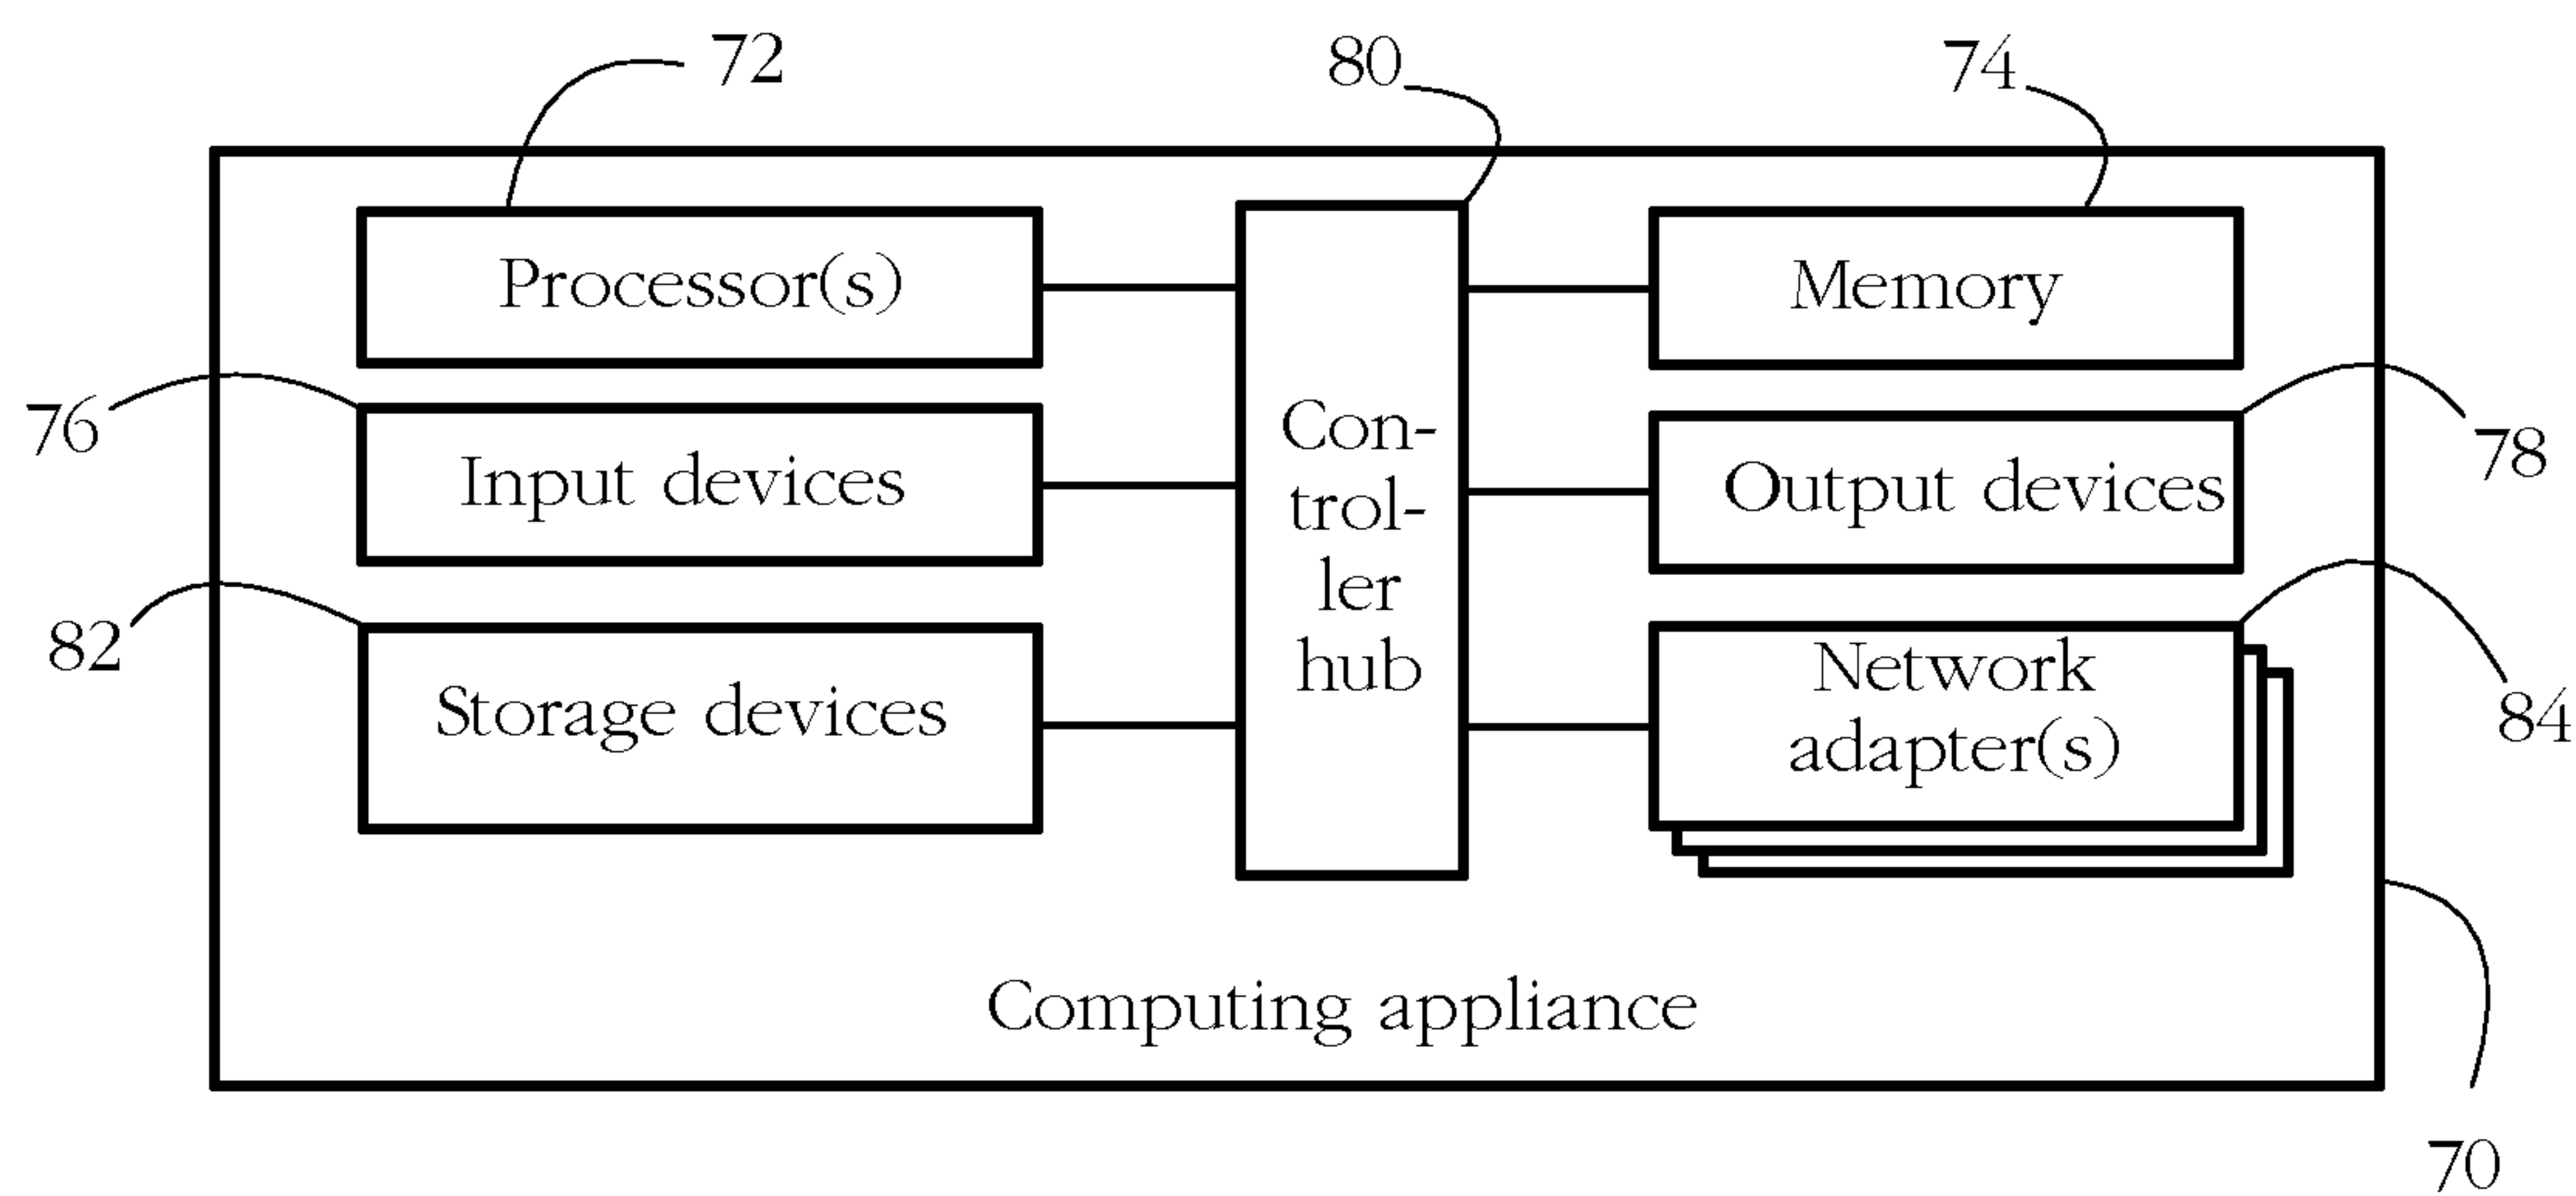 72
80
74
Processor(s)
Memory
76
Input devices
Con-
trol-
ler
hub
Output devices
78
82
Storage devices
Network
adapter(s)
84
Computing appliance
70